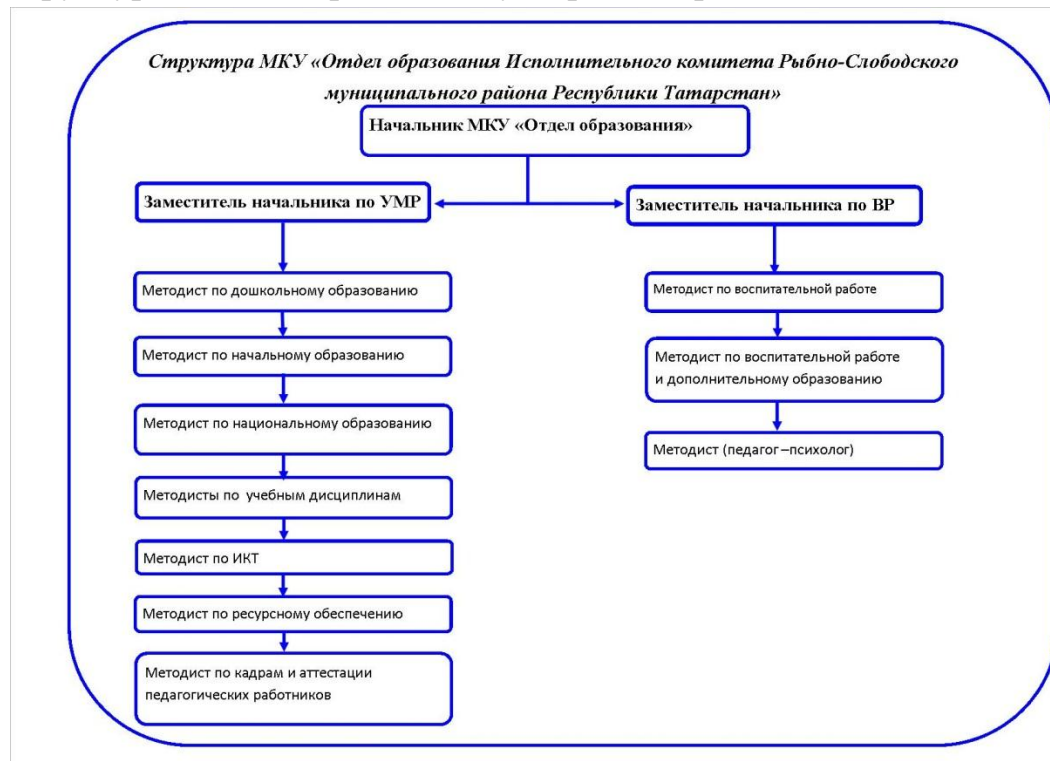 Структура МКУ «Отдел образования Исполнительного комитета Рыбно-Слободского
муниципального района Республики Татарстан»
Начальник МКУ «Отдел образования»
Заместитель начальника по УМР
Заместитель начальника по ВР
Методист по дошкольному образованию
Методист по начальному образованию
Методист по национальному образованию
Методисты по учебным дисциплинам
Методист по ИКТ
Методист по ресурсному обеспечению
Методист по кадрам и аттестации
педагогических работников
Методист по воспитательной работе
Методист по воспитательной работе
и дополнительному образованию
Методист (педагог –психолог)